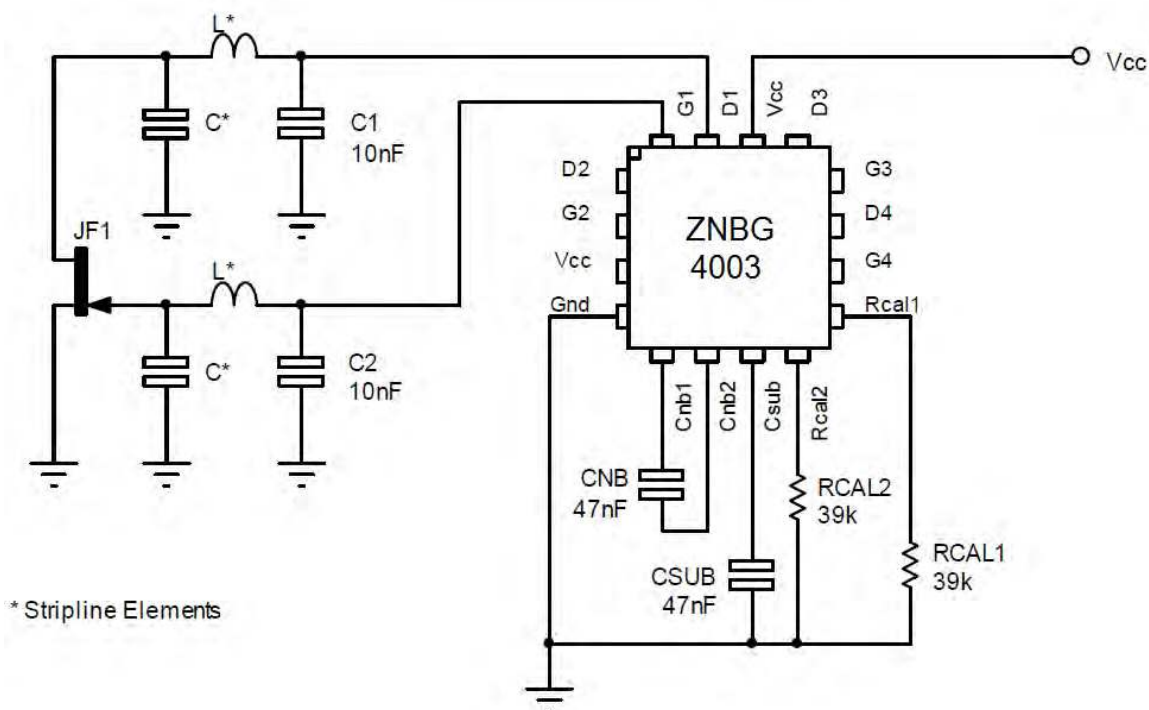 L*
Vcc
C*
C1
10nF
G1
D1
Vcc
D3
D2
G2
Vcc
Gnd
ZNBG
4003
G3
D4
G4
Rcal1
JF1
L*
C*
C2
10nF
Cnb1
Cnb2
Csub
Rcal2
CNB
47nF
RCAL2
39k
CSUB
47nF
RCAL1
39k
* Stripline Elements